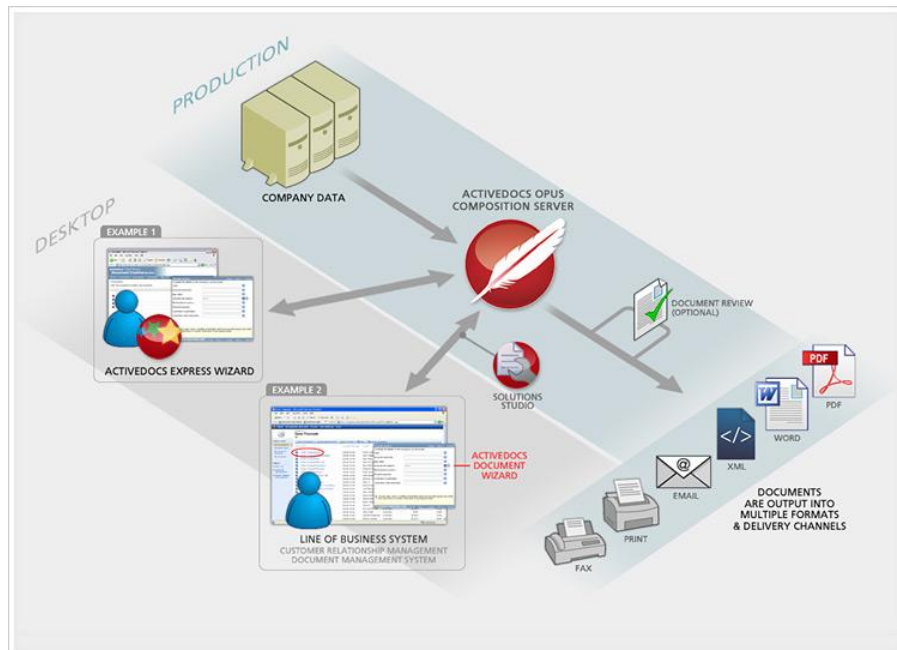 PRODUCTION
DESKTOP
COMPANY DATA
ACTIVEDOCS OPUS
COMPOSITION SERVER
EXAMPLE 1
ACTIVEDOCS EXPRESS WIZARD
DOCUMENT REVIEW
(OPTIONAL)
SOLUTIONS
STUDIO
EXAMPLE 2
ACTIVEDOCS
DOCUMENT
WIZARD
LINE OF BUSINESS SYSTEM
CUSTOMER RELATIONSHIP MANAGEMENT
DOCUMENT MANAGEMENT SYSTEM
PDF
PDF
W
WORD
</>
XML
@
EMAIL
PRINT
FAX
DOCUMENTS
ARE OUTPUT INTO
MULTIPLE FORMATS
& DELIVERY CHANNELS